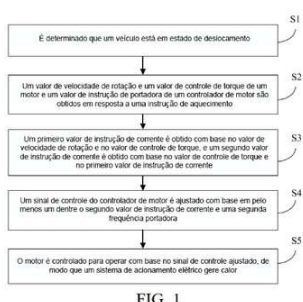 S1
É determinado que um veículo está em estado de deslocamento
S2
Um valor de velocidade de rotação e um valor de controle de torque de um
motor e um valor de instrução de portadora de um controlador de motor são
obtidos em resposta a uma instrução de aquecimento
S3
Um primeiro valor de instrução de corrente é obtido com base no valor de
velocidade de rotação e no valor de controle de torque, e um segundo valor
de instrução de corrente é obtido com base no valor de controle de torque e
no primeiro valor de instrução de corrente
S4
Um sinal de controle do controlador de motor é ajustado com base em pelo
menos um dentre o segundo valor de instrução de corrente e uma segunda
frequência portadora
S5
O motor é controlado para operar com base no sinal de controle ajustado, de
modo que um sistema de acionamento elétrico gere calor
FIG. 1